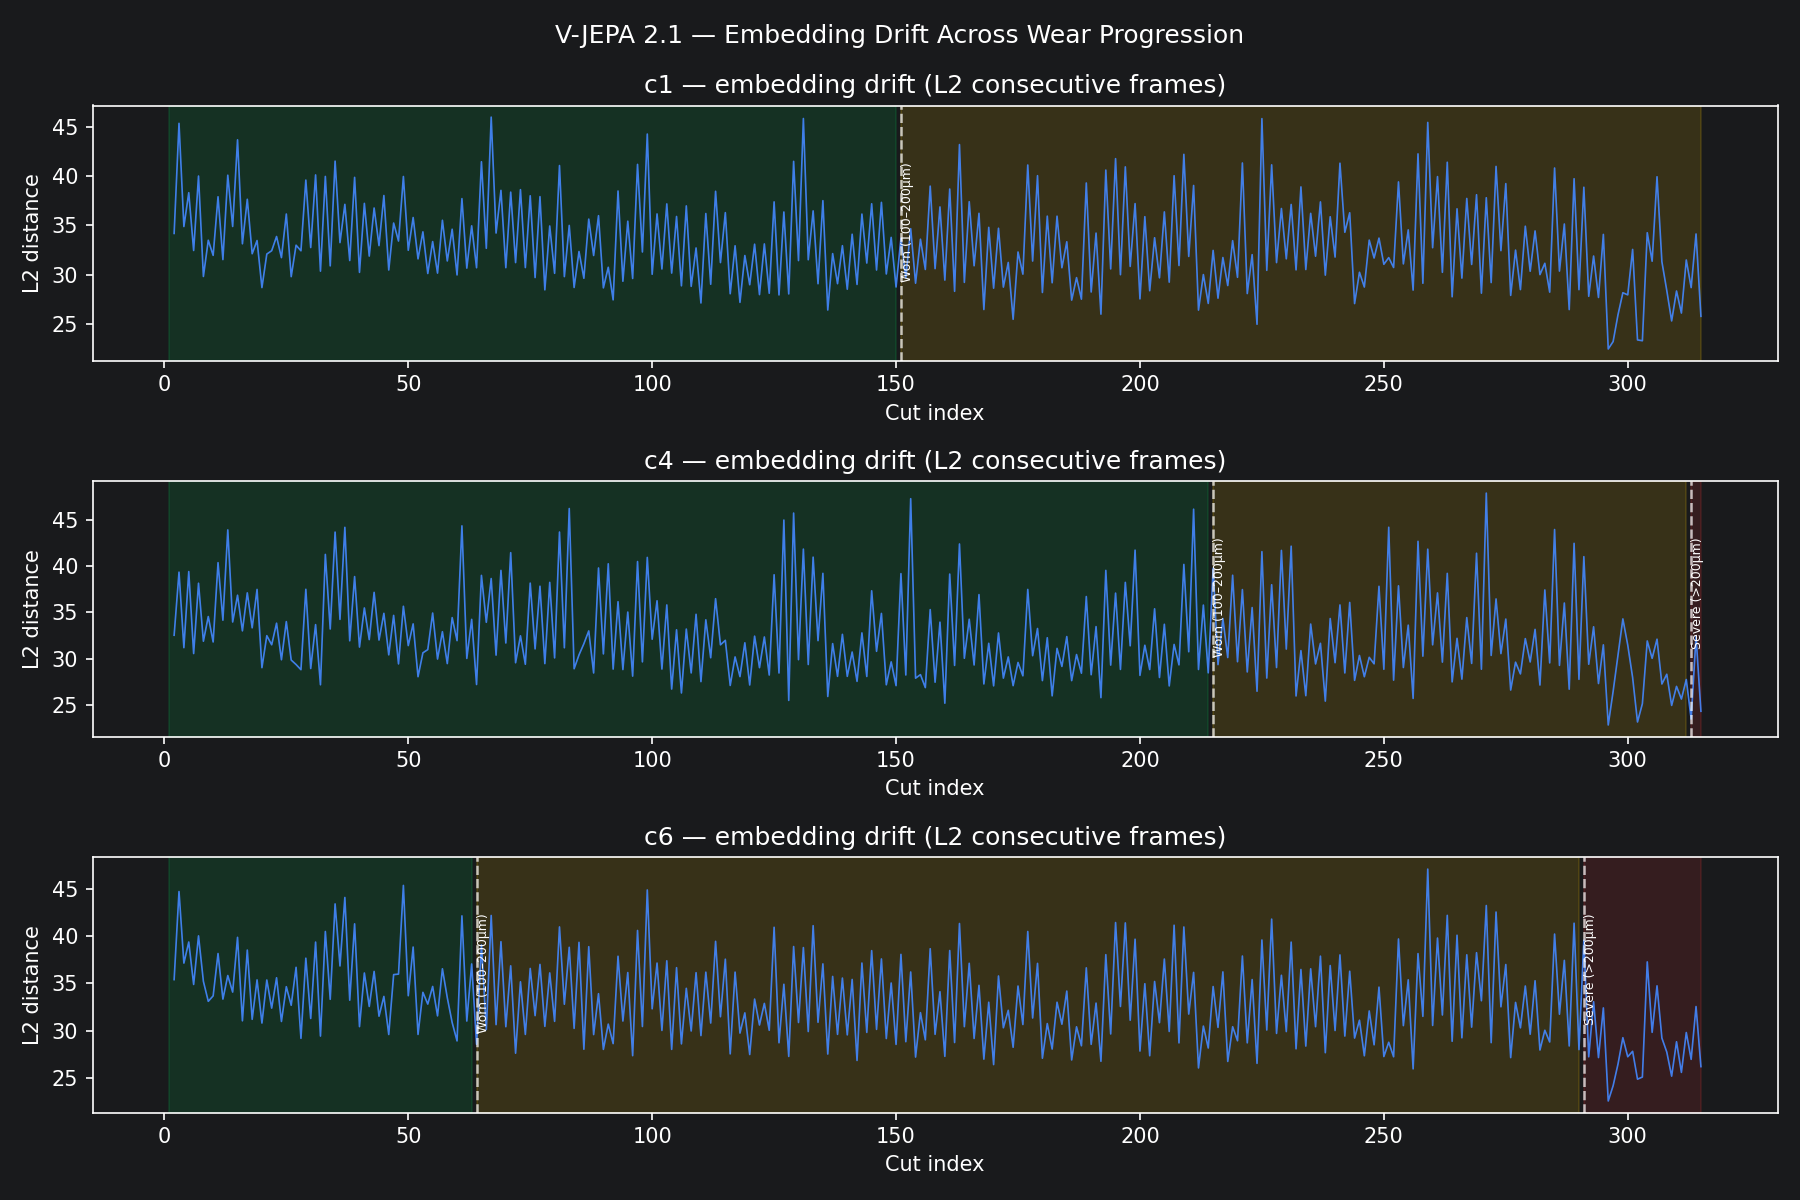 V-JEPA 2.1 — Embedding Drift Across Wear Progression
c1 — embedding drift (L2 consecutive frames)
L2 distance
45
40
35
30
25
Worn (100–200µm)
0 50 100 150 200 250 300
Cut index
c4 — embedding drift (L2 consecutive frames)
L2 distance
45
40
35
30
25
Worn (100–200µm)
Severe (>200µm)
0 50 100 150 200 250 300
Cut index
c6 — embedding drift (L2 consecutive frames)
L2 distance
45
40
35
30
25
Worn (100–200µm)
Severe (>200µm)
0 50 100 150 200 250 300
Cut index